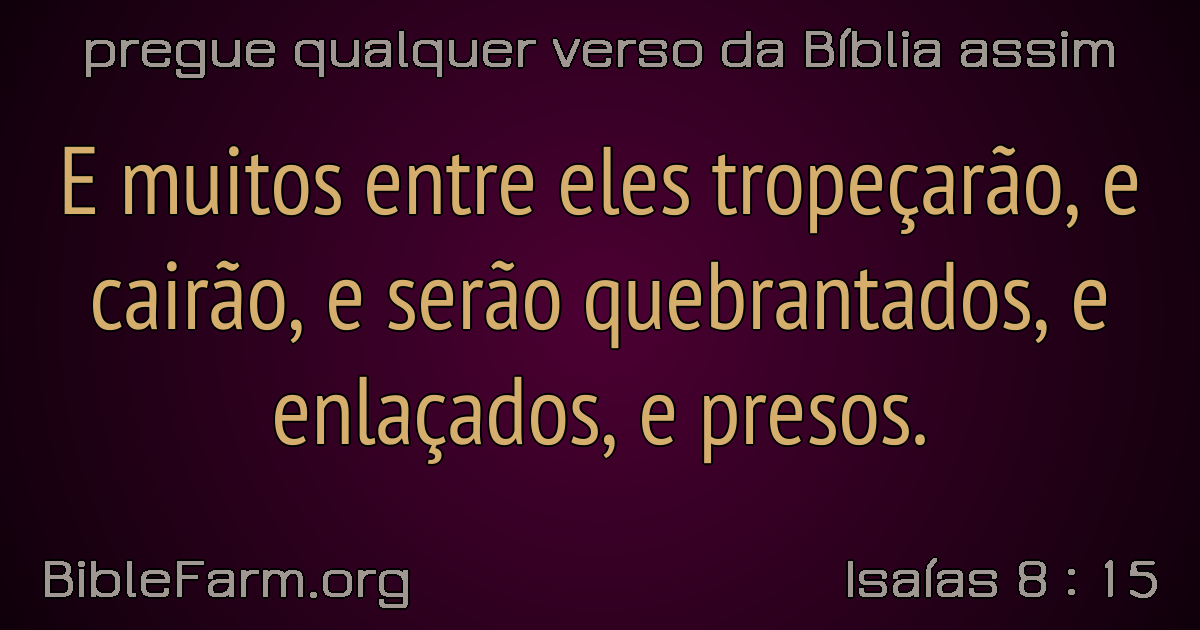 pregue qualquer verso da Bíblia assim
E muitos entre eles tropeçarão, e
cairão, e serão quebrantados, e
enlaçados, e presos.
BibleFarm.org
Isaías 8 : 15